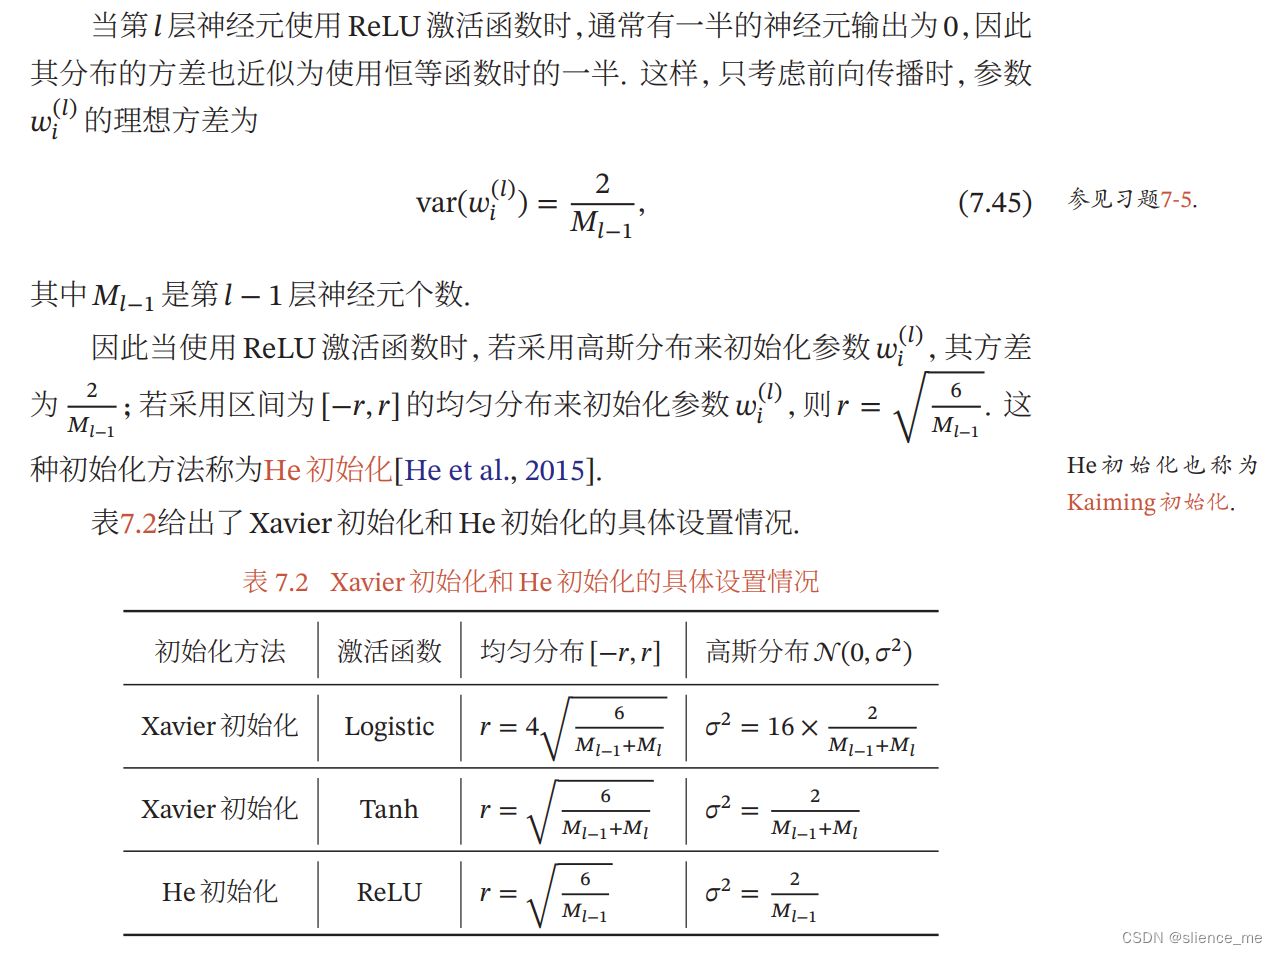 当第 l 层神经元使用 ReLU 激活函数时,通常有一半的神经元输出为 0,因此
其分布的方差也近似为使用恒等函数时的一半. 这样, 只考虑前向传播时, 参数
w_i^{(l)} 的理想方差为
var(w_i^{(l)}) = \frac{2}{M_{l-1}}, (7.45) 参见习题7-5.
其中 M_{l-1} 是第 l − 1 层神经元个数.
因此当使用 ReLU 激活函数时, 若采用高斯分布来初始化参数 w_i^{(l)}, 其方差
为 \frac{2}{M_{l-1}}; 若采用区间为 [−r, r] 的均匀分布来初始化参数 w_i^{(l)}, 则 r = \sqrt{\frac{6}{M_{l-1}}}. 这
种初始化方法称为He 初始化[He et al., 2015].
He初始化也称为
Kaiming初始化.
表7.2给出了 Xavier 初始化和 He 初始化的具体设置情况.
表 7.2 Xavier 初始化和 He 初始化的具体设置情况
初始化方法 激活函数 均匀分布 [−r, r] 高斯分布 𝒩(0, σ^2)
Xavier 初始化 Logistic r = 4\sqrt{\frac{6}{M_{l-1}+M_l}} σ^2 = 16 × \frac{2}{M_{l-1}+M_l}
Xavier 初始化 Tanh r = \sqrt{\frac{6}{M_{l-1}+M_l}} σ^2 = \frac{2}{M_{l-1}+M_l}
He 初始化 ReLU r = \sqrt{\frac{6}{M_{l-1}}} σ^2 = \frac{2}{M_{l-1}}
CSDN @slience_me